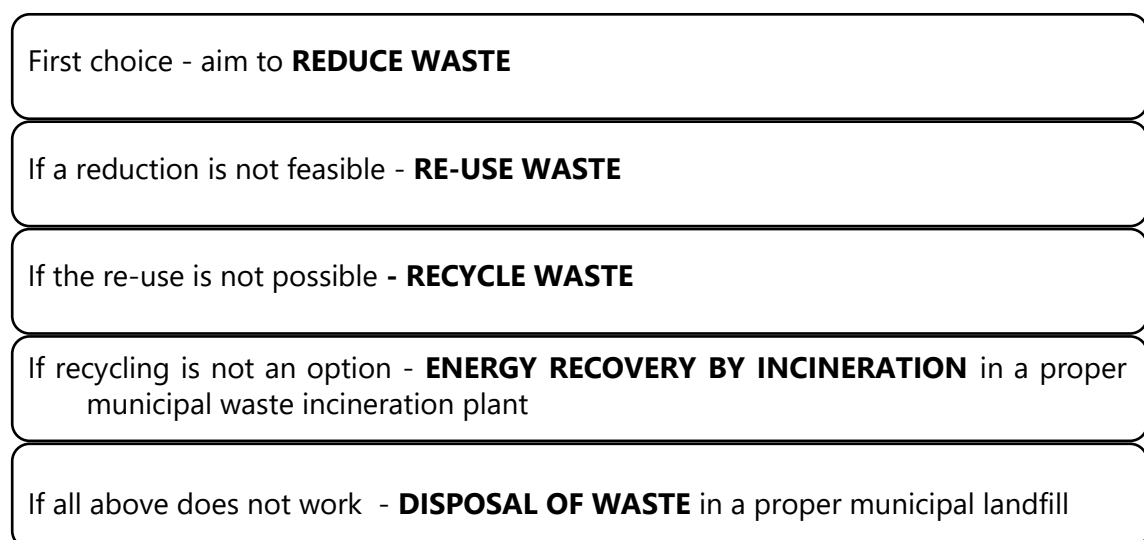 First choice - aim to REDUCE WASTE
If a reduction is not feasible - RE-USE WASTE
If the re-use is not possible - RECYCLE WASTE
If recycling is not an option - ENERGY RECOVERY BY INCINERATION in a proper
municipal waste incineration plant
If all above does not work - DISPOSAL OF WASTE in a proper municipal landfill